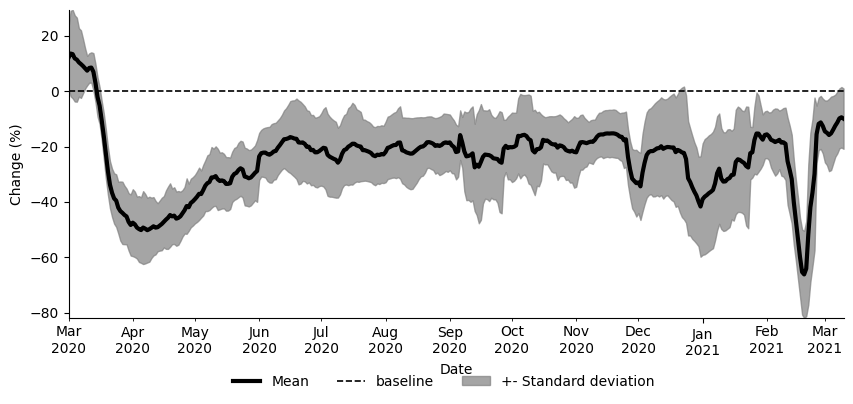 Change (%)
20
0
−20
−40
−60
−80
Mar Apr May Jun Jul Aug Sep Oct Nov Dec Jan Feb Mar
2020 2020 2020 2020 2020 2020 2020 2020 2020 2020 2021 2021 2021
Date
Mean baseline +- Standard deviation